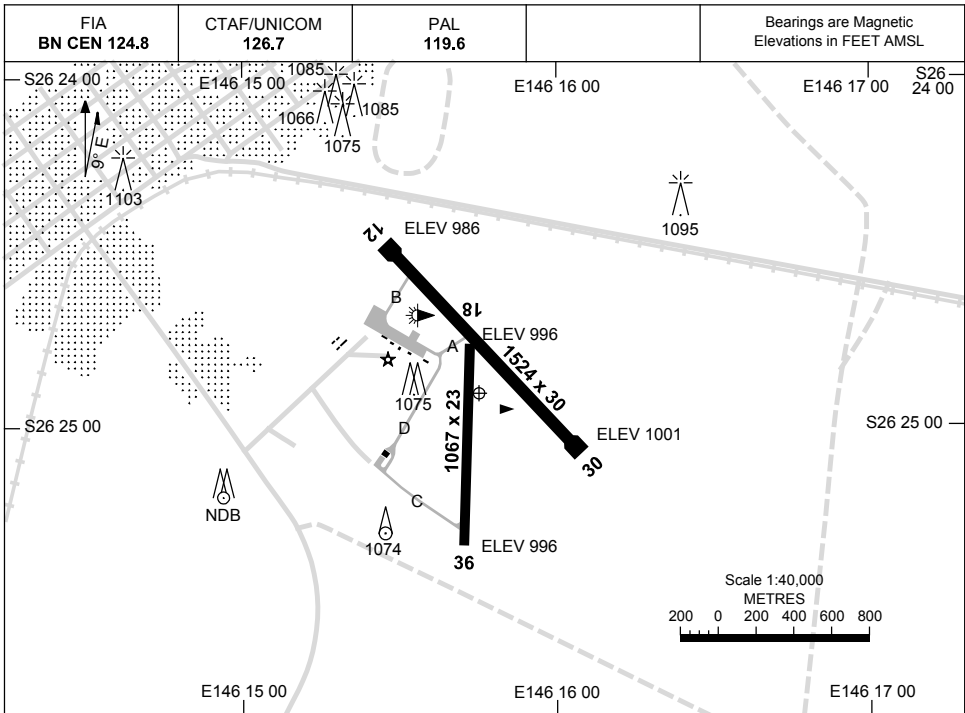 FIA
BN CEN 124.8
CTAF/UNICOM
126.7
PAL
119.6
Bearings are Magnetic
Elevations in FEET AMSL
S26 24 00
E146 15 00
E146 16 00
E146 17 00
S26
24 00
1085
1066
1085
1075
9° E
1103
1095
12
ELEV 986
B
18
ELEV 996
A
1524 x 30
1075
1067 x 23
S26 25 00
D
ELEV 1001
S26 25 00
30
C
NDB
1074
ELEV 996
36
Scale 1:40,000
METRES
200 0 200 400 600 800
E146 15 00
E146 16 00
E146 17 00